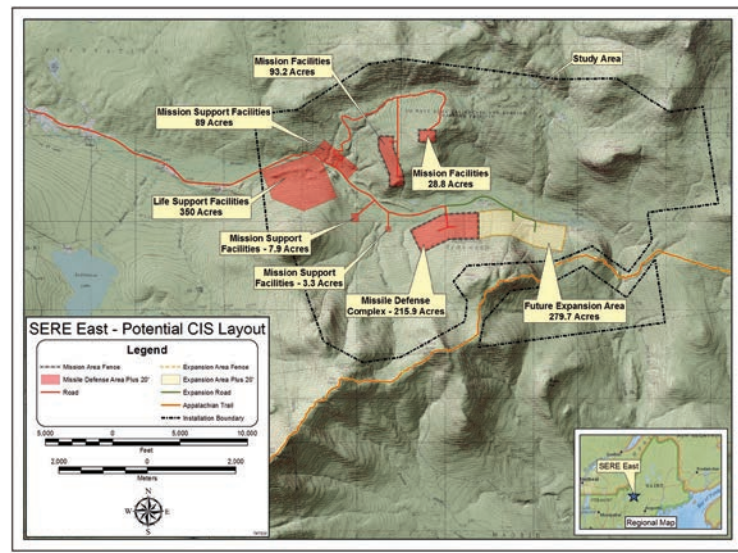 Mission Facilities
93.2 Acres
Study Area
Mission Support Facilities
89 Acres
Mission Facilities
28.8 Acres
Life Support Facilities
350 Acres
Mission Support
Facilities - 7.9 Acres
Mission Support
Facilities - 3.3 Acres
Missile Defense
Complex - 215.9 Acres
Future Expansion Area
279.7 Acres
SERE East - Potential CIS Layout
Legend
Mission Area Fence
Expansion Area Fence
Missile Defense Area Plus 20'
Expansion Area Plus 20'
Road
Expansion Road
Appalachian Trail
Installation Boundary
5,000 0 5,000 10,000
Feet
2,000 0 2,000
Meters
N
W E
S
SERE East
Regional Map